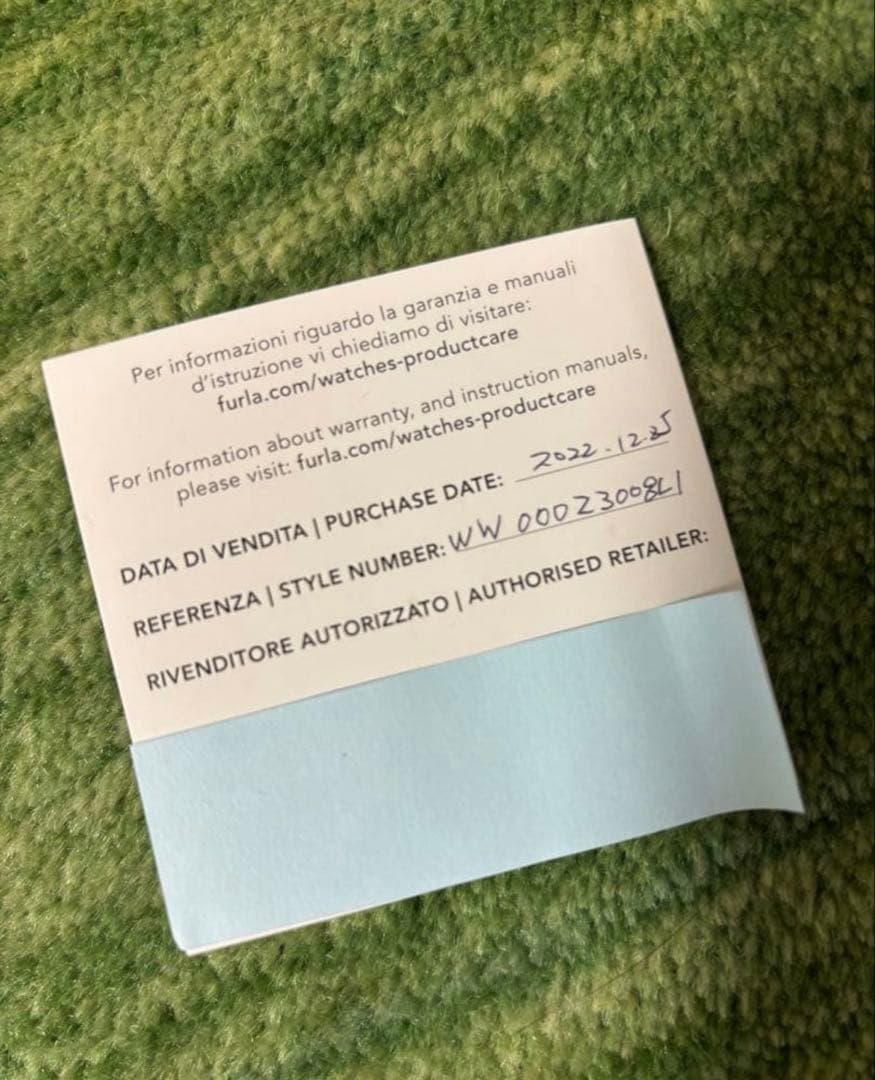 Per informazioni riguardo la garanzia e manuali
d'istruzione vi chiediamo di visitare:
furla.com/watches-productcare
For information about warranty, and instruction manuals,
please visit: furla.com/watches-productcare
DATA DI VENDITA | PURCHASE DATE: 2022.12.25
REFERENZA | STYLE NUMBER: WW00023008L1
RIVENDITORE AUTORIZZATO | AUTHORISED RETAILER: